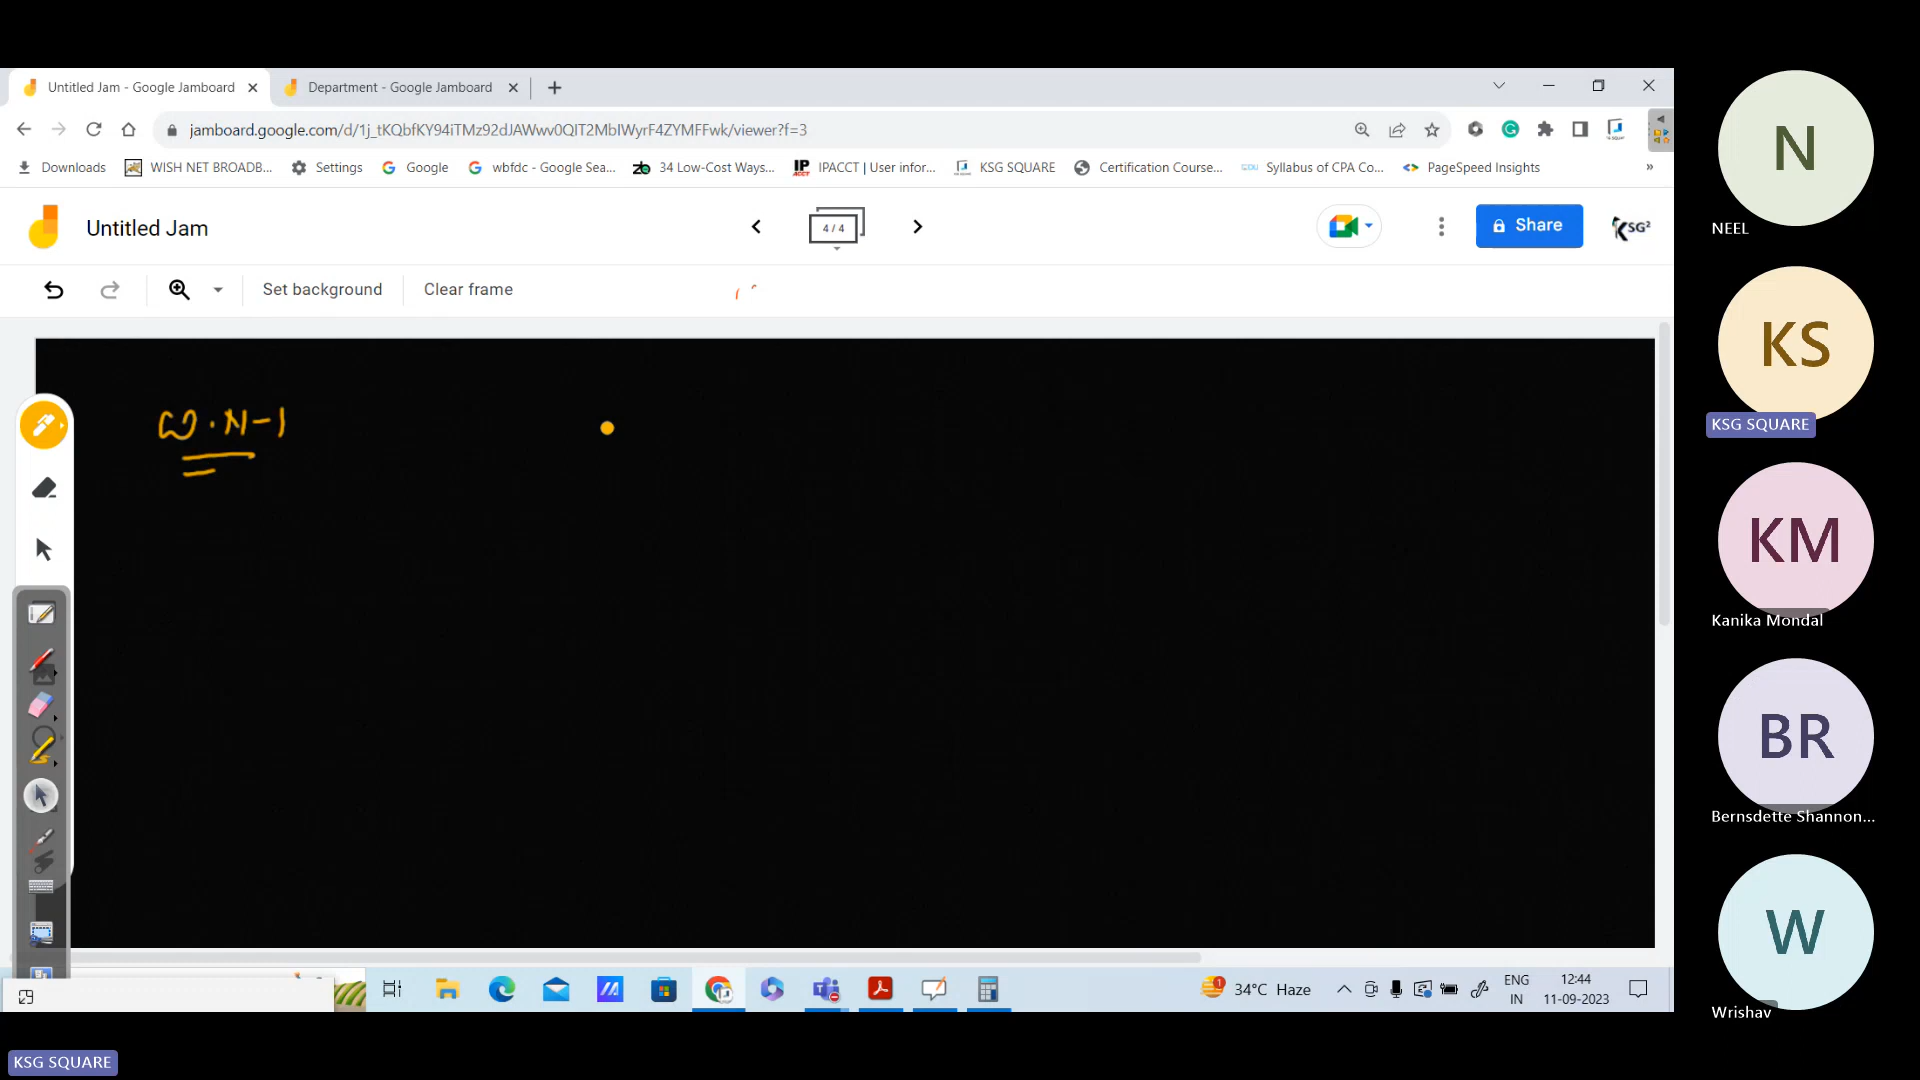 Untitled Jam - Google Jamboard
Department - Google Jamboard
jamboard.google.com/d/1j_tKQbfKY94iTMz92dJAWwv0QIT2MbIWyrF4ZYMFFwk/viewer?f=3
Downloads WISH NET BROADB... Settings Google wbfdc - Google Sea... 34 Low-Cost Ways... IPACCT | User infor... KSG SQUARE Certification Course... Syllabus of CPA Co... PageSpeed Insights »
Untitled Jam
4 / 4
Share
KSG²
Set background Clear frame
W.N-1
34°C Haze
ENG
IN
12:44
11-09-2023
N
NEEL
KS
KSG SQUARE
KM
Kanika Mondal
BR
Bernsdette Shannon...
W
Wrishav
KSG SQUARE